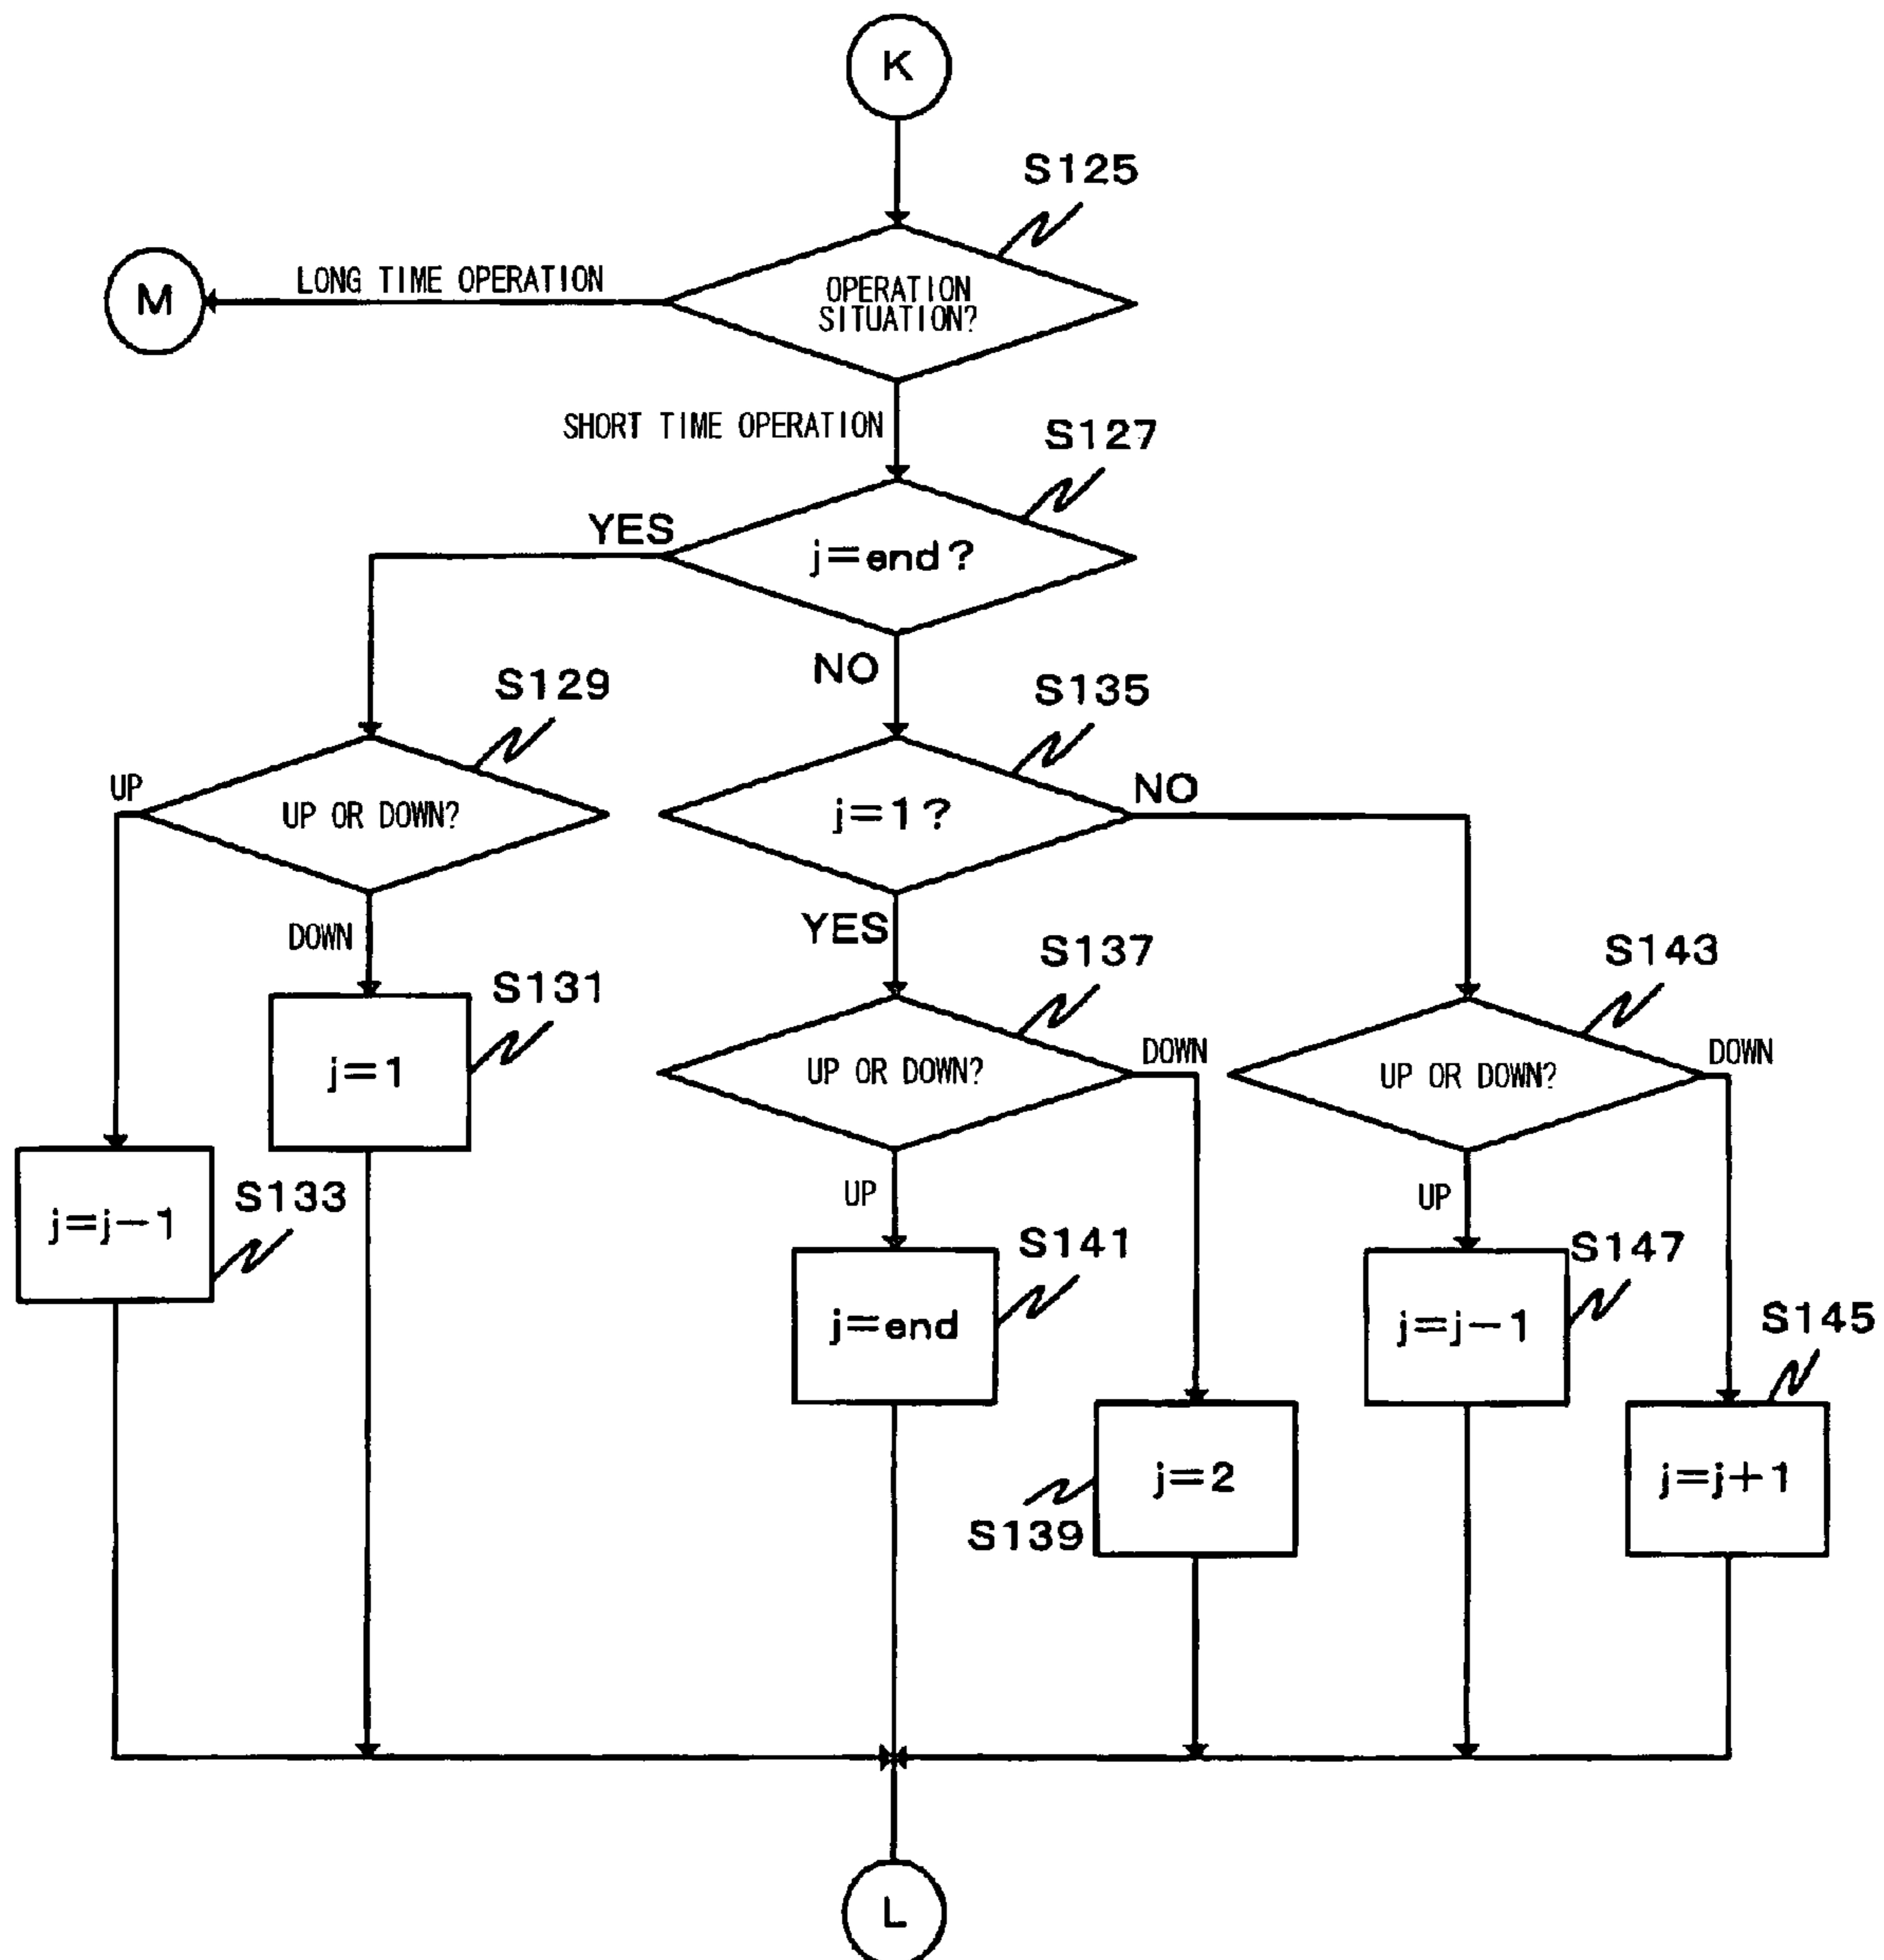 K
S125
LONG TIME OPERATION
M
OPERATION
SITUATION?
SHORT TIME OPERATION
S127
YES
j=end?
NO
S129
S135
UP
UP OR DOWN?
j=1?
NO
DOWN
YES
S131
S137
S143
j=1
UP OR DOWN?
DOWN
UP OR DOWN?
DOWN
S133
j=j-1
UP
UP
S141
S147
j=end
j=j-1
S145
j=2
j=j+1
S139
L